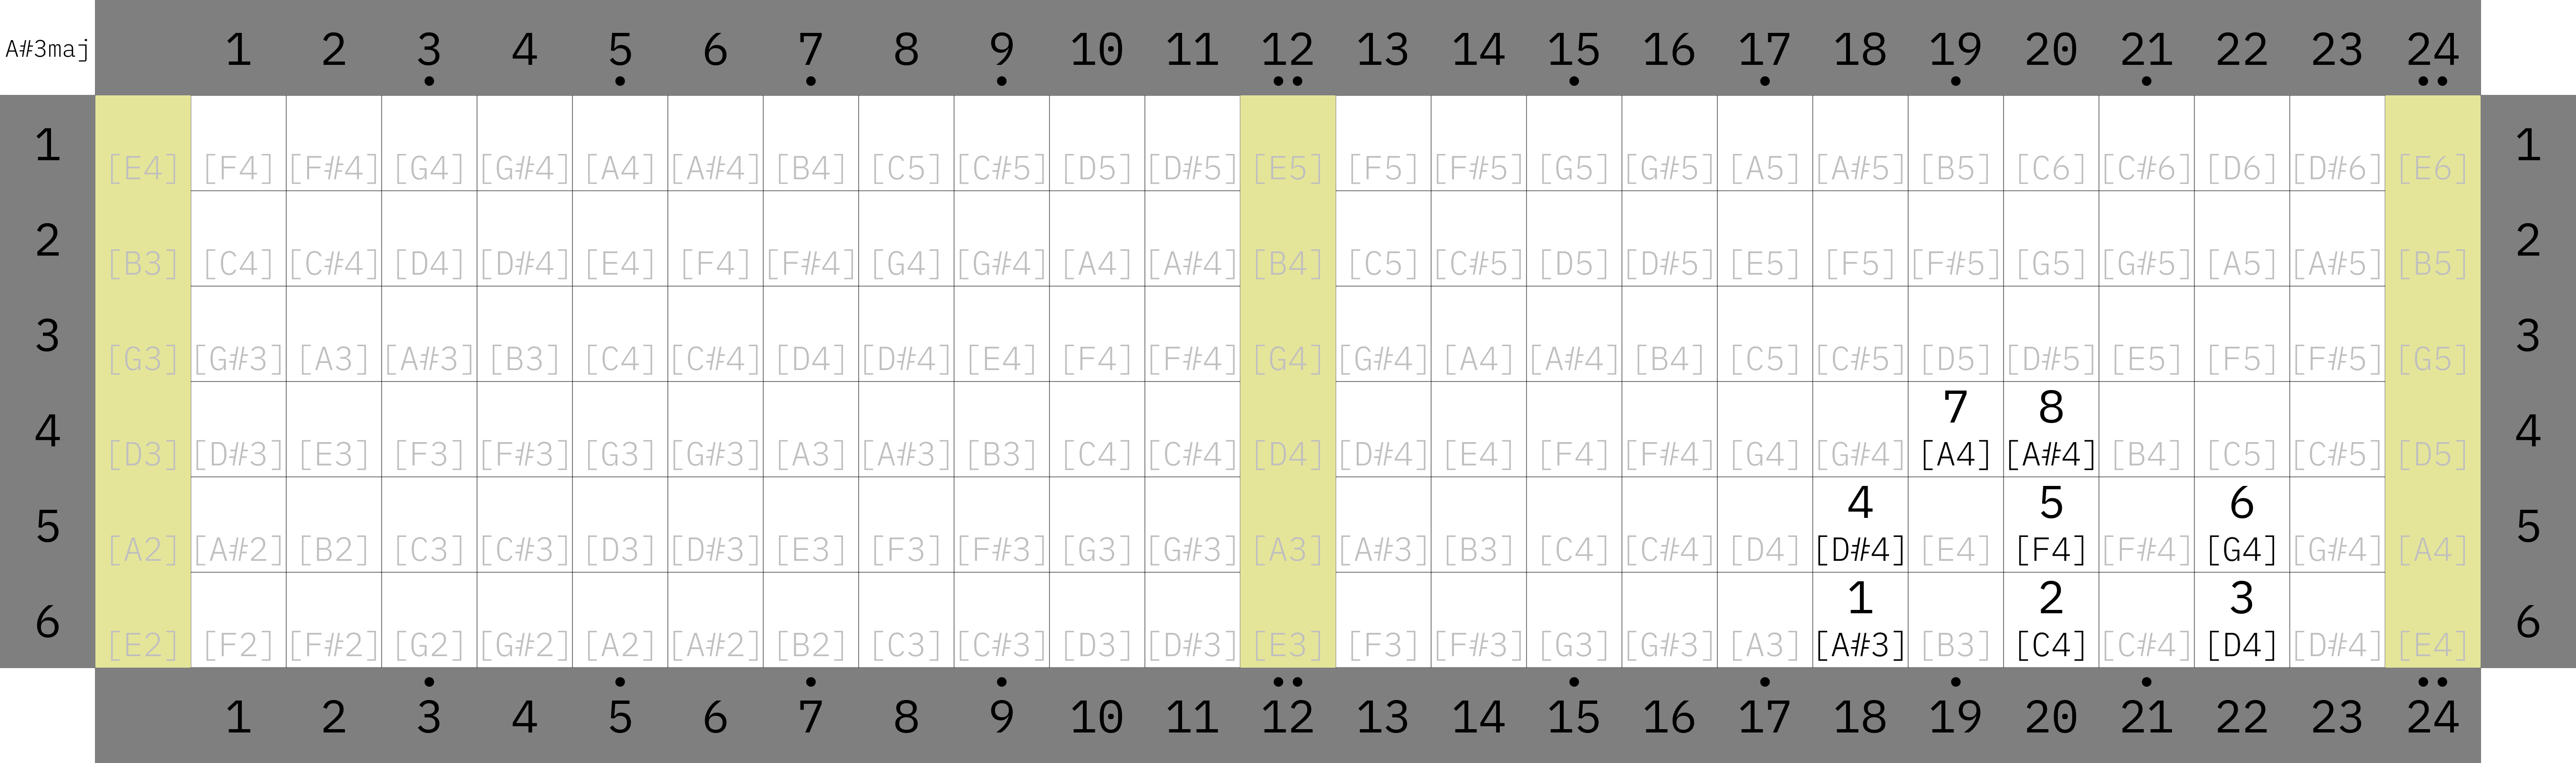 A#3maj 1 2 3 4 5 6 7 8 9 10 11 12 13 14 15 16 17 18 19 20 21 22 23 24
1 [E4] [F4] [F#4] [G4] [G#4] [A4] [A#4] [B4] [C5] [C#5] [D5] [D#5] [E5] [F5] [F#5] [G5] [G#5] [A5] [A#5] [B5] [C6] [C#6] [D6] [D#6] [E6] 1
2 [B3] [C4] [C#4] [D4] [D#4] [E4] [F4] [F#4] [G4] [G#4] [A4] [A#4] [B4] [C5] [C#5] [D5] [D#5] [E5] [F5] [F#5] [G5] [G#5] [A5] [A#5] [B5] 2
3 [G3] [G#3] [A3] [A#3] [B3] [C4] [C#4] [D4] [D#4] [E4] [F4] [F#4] [G4] [G#4] [A4] [A#4] [B4] [C5] [C#5] [D5] [D#5] [E5] [F5] [F#5] [G5] 3
7 8
4 [D3] [D#3] [E3] [F3] [F#3] [G3] [G#3] [A3] [A#3] [B3] [C4] [C#4] [D4] [D#4] [E4] [F4] [F#4] [G4] [G#4] [A4] [A#4] [B4] [C5] [C#5] [D5] 4
4 5 6
5 [A2] [A#2] [B2] [C3] [C#3] [D3] [D#3] [E3] [F3] [F#3] [G3] [G#3] [A3] [A#3] [B3] [C4] [C#4] [D4] [D#4] [E4] [F4] [F#4] [G4] [G#4] [A4] 5
1 2 3
6 [E2] [F2] [F#2] [G2] [G#2] [A2] [A#2] [B2] [C3] [C#3] [D3] [D#3] [E3] [F3] [F#3] [G3] [G#3] [A3] [A#3] [B3] [C4] [C#4] [D4] [D#4] [E4] 6
1 2 3 4 5 6 7 8 9 10 11 12 13 14 15 16 17 18 19 20 21 22 23 24